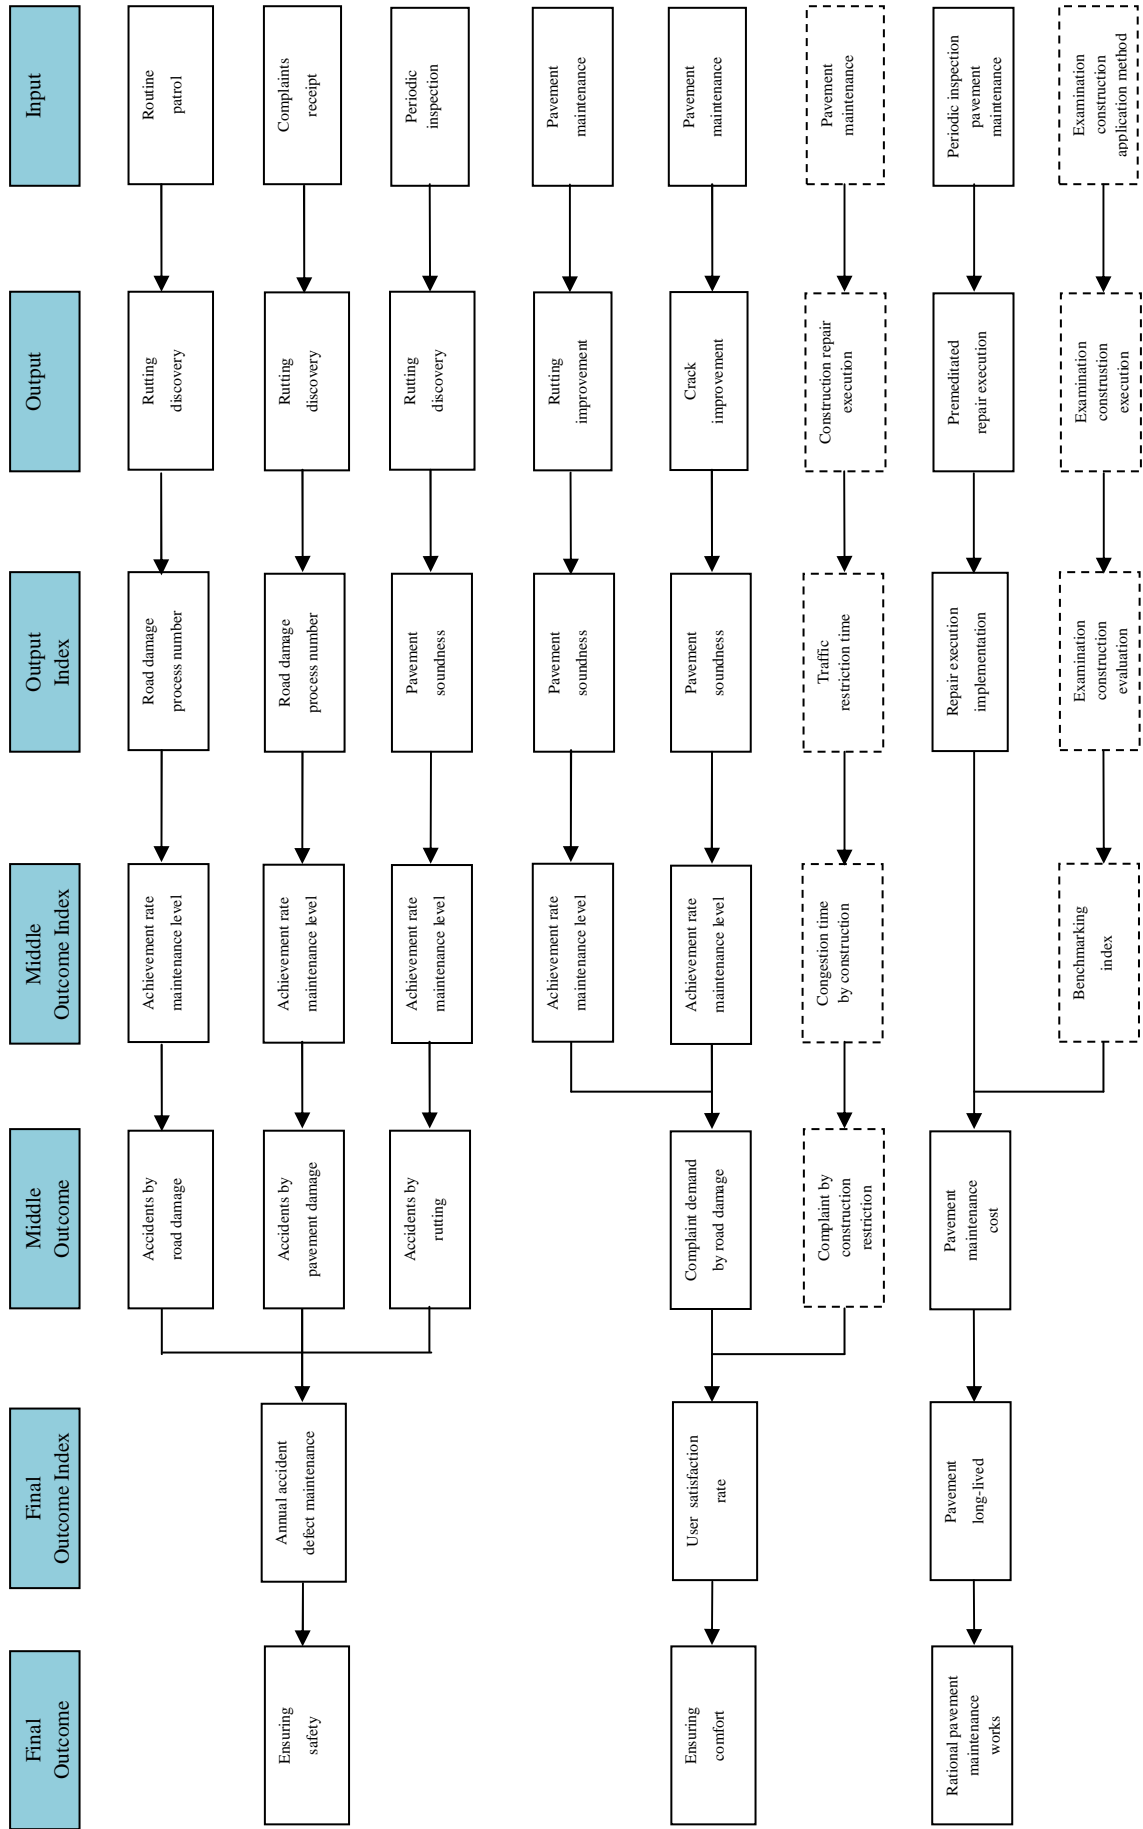 Final
Outcome
Final
Outcome Index
Middle
Outcome
Middle
Outcome Index
Output
Index
Output
Input
Accidents by
road damage
Achievement rate
maintenance level
Road damage
process number
Rutting
discovery
Routine
patrol
Ensuring
safety
Annual accident
defect maintenance
Accidents by
pavement damage
Achievement rate
maintenance level
Road damage
process number
Rutting
discovery
Complaints
receipt
Accidents by
rutting
Achievement rate
maintenance level
Pavement
soundness
Rutting
discovery
Periodic
inspection
Achievement rate
maintenance level
Pavement
soundness
Rutting
improvement
Pavement
maintenance
Ensuring
comfort
User satisfaction
rate
Complaint demand
by road damage
Achievement rate
maintenance level
Pavement
soundness
Crack
improvement
Pavement
maintenance
Complaint by
construction
restriction
Congestion time
by construction
Traffic
restriction time
Construction repair
execution
Pavement
maintenance
Rational pavement
maintenance
works
Pavement
long-lived
Pavement
maintenance
cost
Repair execution
implementation
Premeditated
repair execution
Periodic inspection
pavement
maintenance
Benchmarking
index
Examination
construction
evaluation
Examination
construstion
execution
Examination
construction
application method